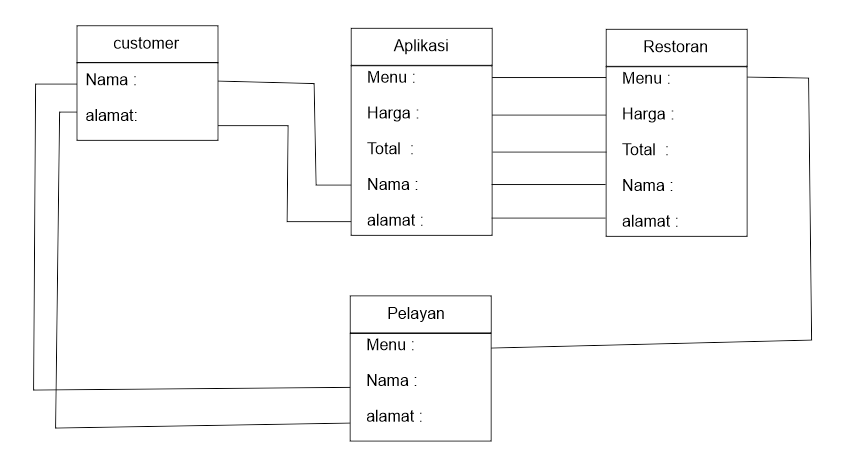 customer
Nama :
alamat:
Aplikasi
Menu :
Harga :
Total :
Nama :
alamat :
Restoran
Menu :
Harga :
Total :
Nama :
alamat :
Pelayan
Menu :
Nama :
alamat :